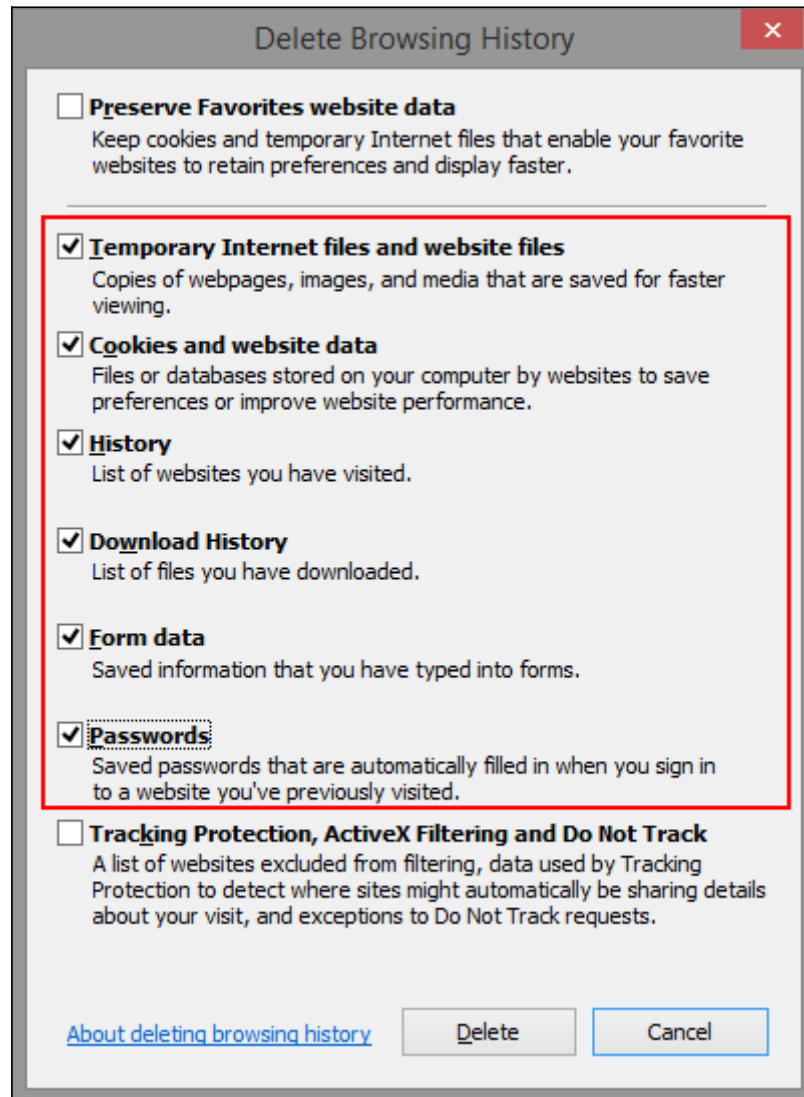 Delete Browsing History
Preserve Favorites website data
Keep cookies and temporary Internet files that enable your favorite
websites to retain preferences and display faster.
Temporary Internet files and website files
Copies of webpages, images, and media that are saved for faster
viewing.
Cookies and website data
Files or databases stored on your computer by websites to save
preferences or improve website performance.
History
List of websites you have visited.
Download History
List of files you have downloaded.
Form data
Saved information that you have typed into forms.
Passwords
Saved passwords that are automatically filled in when you sign in
to a website you've previously visited.
Tracking Protection, ActiveX Filtering and Do Not Track
A list of websites excluded from filtering, data used by Tracking
Protection to detect where sites might automatically be sharing details
about your visit, and exceptions to Do Not Track requests.
About deleting browsing history
Delete
Cancel